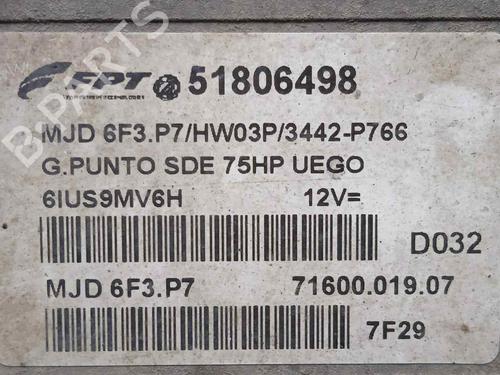 FPT 51806498
MJD 6F3.P7/HW03P/3442-P766
G.PUNTO SDE 75HP UEGO
6IUS9MV6H 12V=
D032
MJD 6F3.P7 71600.019.07
7F29
B PARTS